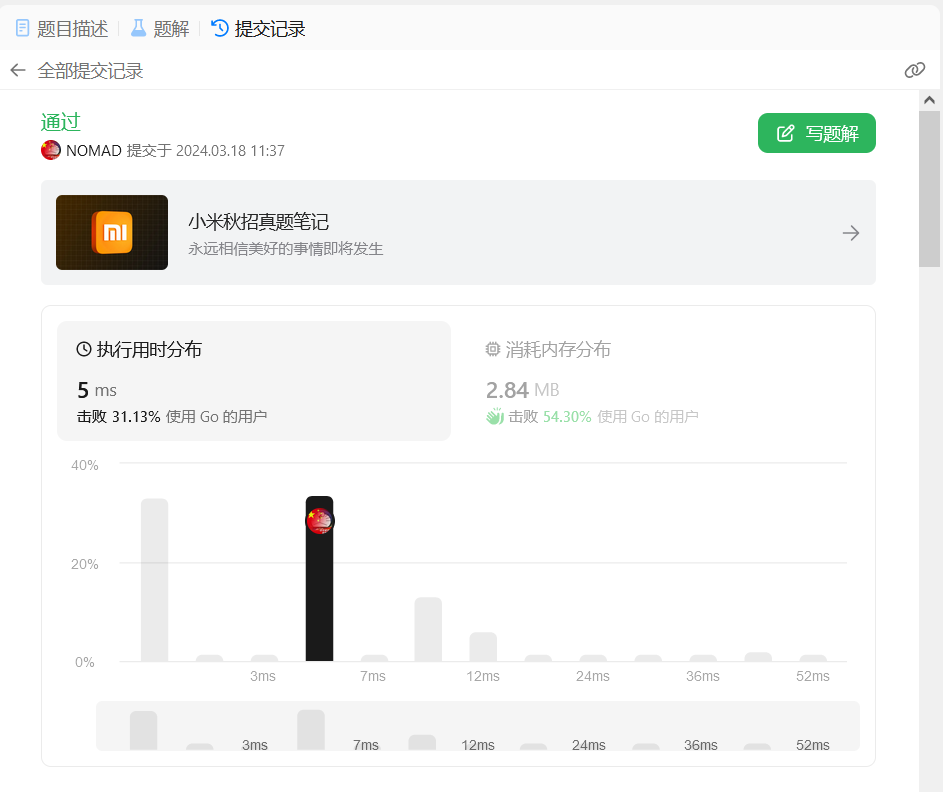 题目描述 题解 提交记录
全部提交记录
通过
NOMAD 提交于 2024.03.18 11:37
写题解
小米秋招真题笔记
永远相信美好的事情即将发生
执行用时分布
5 ms
击败 31.13% 使用 Go 的用户
消耗内存分布
2.84 MB
击败 54.30% 使用 Go 的用户
40%
20%
0%
3ms 7ms 12ms 24ms 36ms 52ms
3ms 7ms 12ms 24ms 36ms 52ms